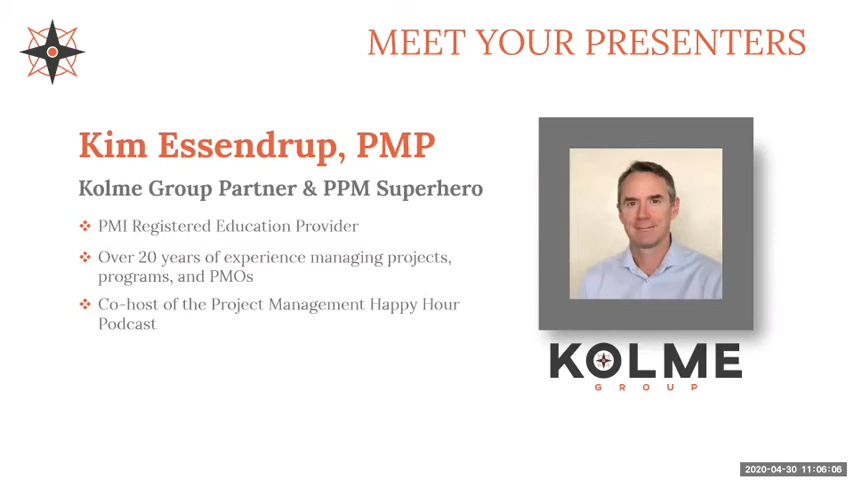 MEET YOUR PRESENTERS
Kim Essendrup, PMP
Kolme Group Partner & PPM Superhero
PMI Registered Education Provider
Over 20 years of experience managing projects,
programs, and PMOs
Co-host of the Project Management Happy Hour
Podcast
KOLME
GROUP
2020-04-30 11:06:06